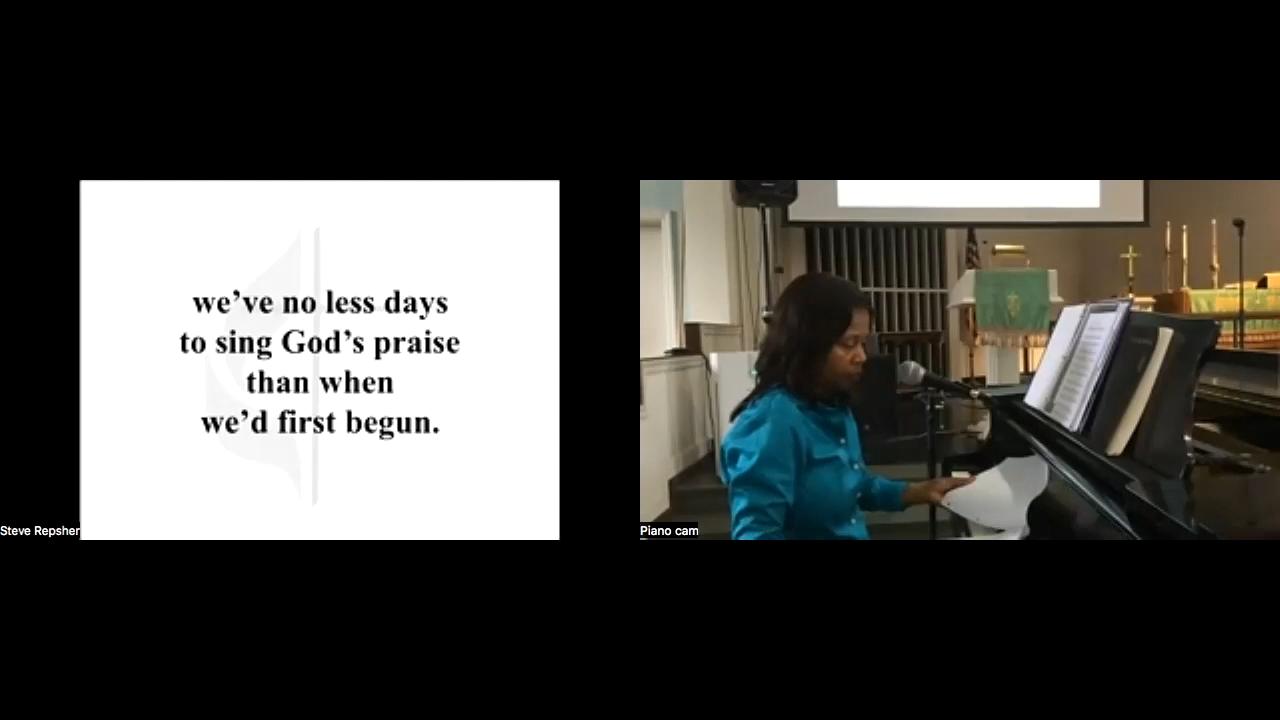 we’ve no less days
to sing God’s praise
than when
we’d first begun.
Steve Repsher
Piano cam